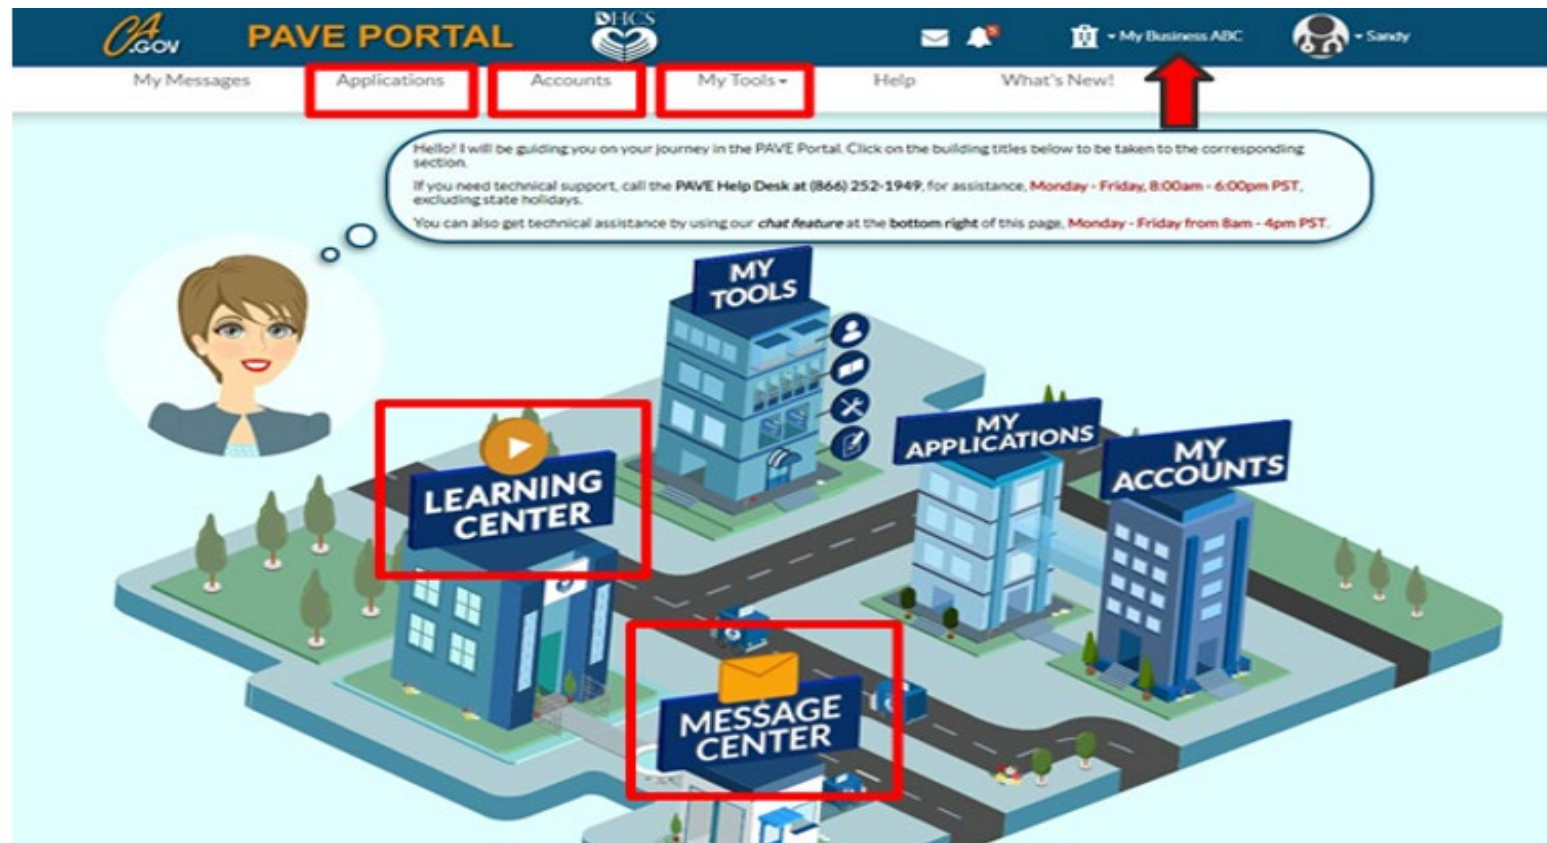 CA.GOV PAVE PORTAL DHCS 5 My Business ABC Sandy
My Messages Applications Accounts My Tools Help What's New!
Hello! I will be guiding you on your journey in the PAVE Portal. Click on the building titles below to be taken to the corresponding
section.
If you need technical support, call the PAVE Help Desk at (866) 252-1949, for assistance, Monday - Friday, 8:00am - 6:00pm PST,
excluding state holidays.
You can also get technical assistance by using our chat feature at the bottom right of this page, Monday - Friday from 8am - 4pm PST.
MY
TOOLS
MY
APPLICATIONS
MY
ACCOUNTS
LEARNING
CENTER
MESSAGE
CENTER